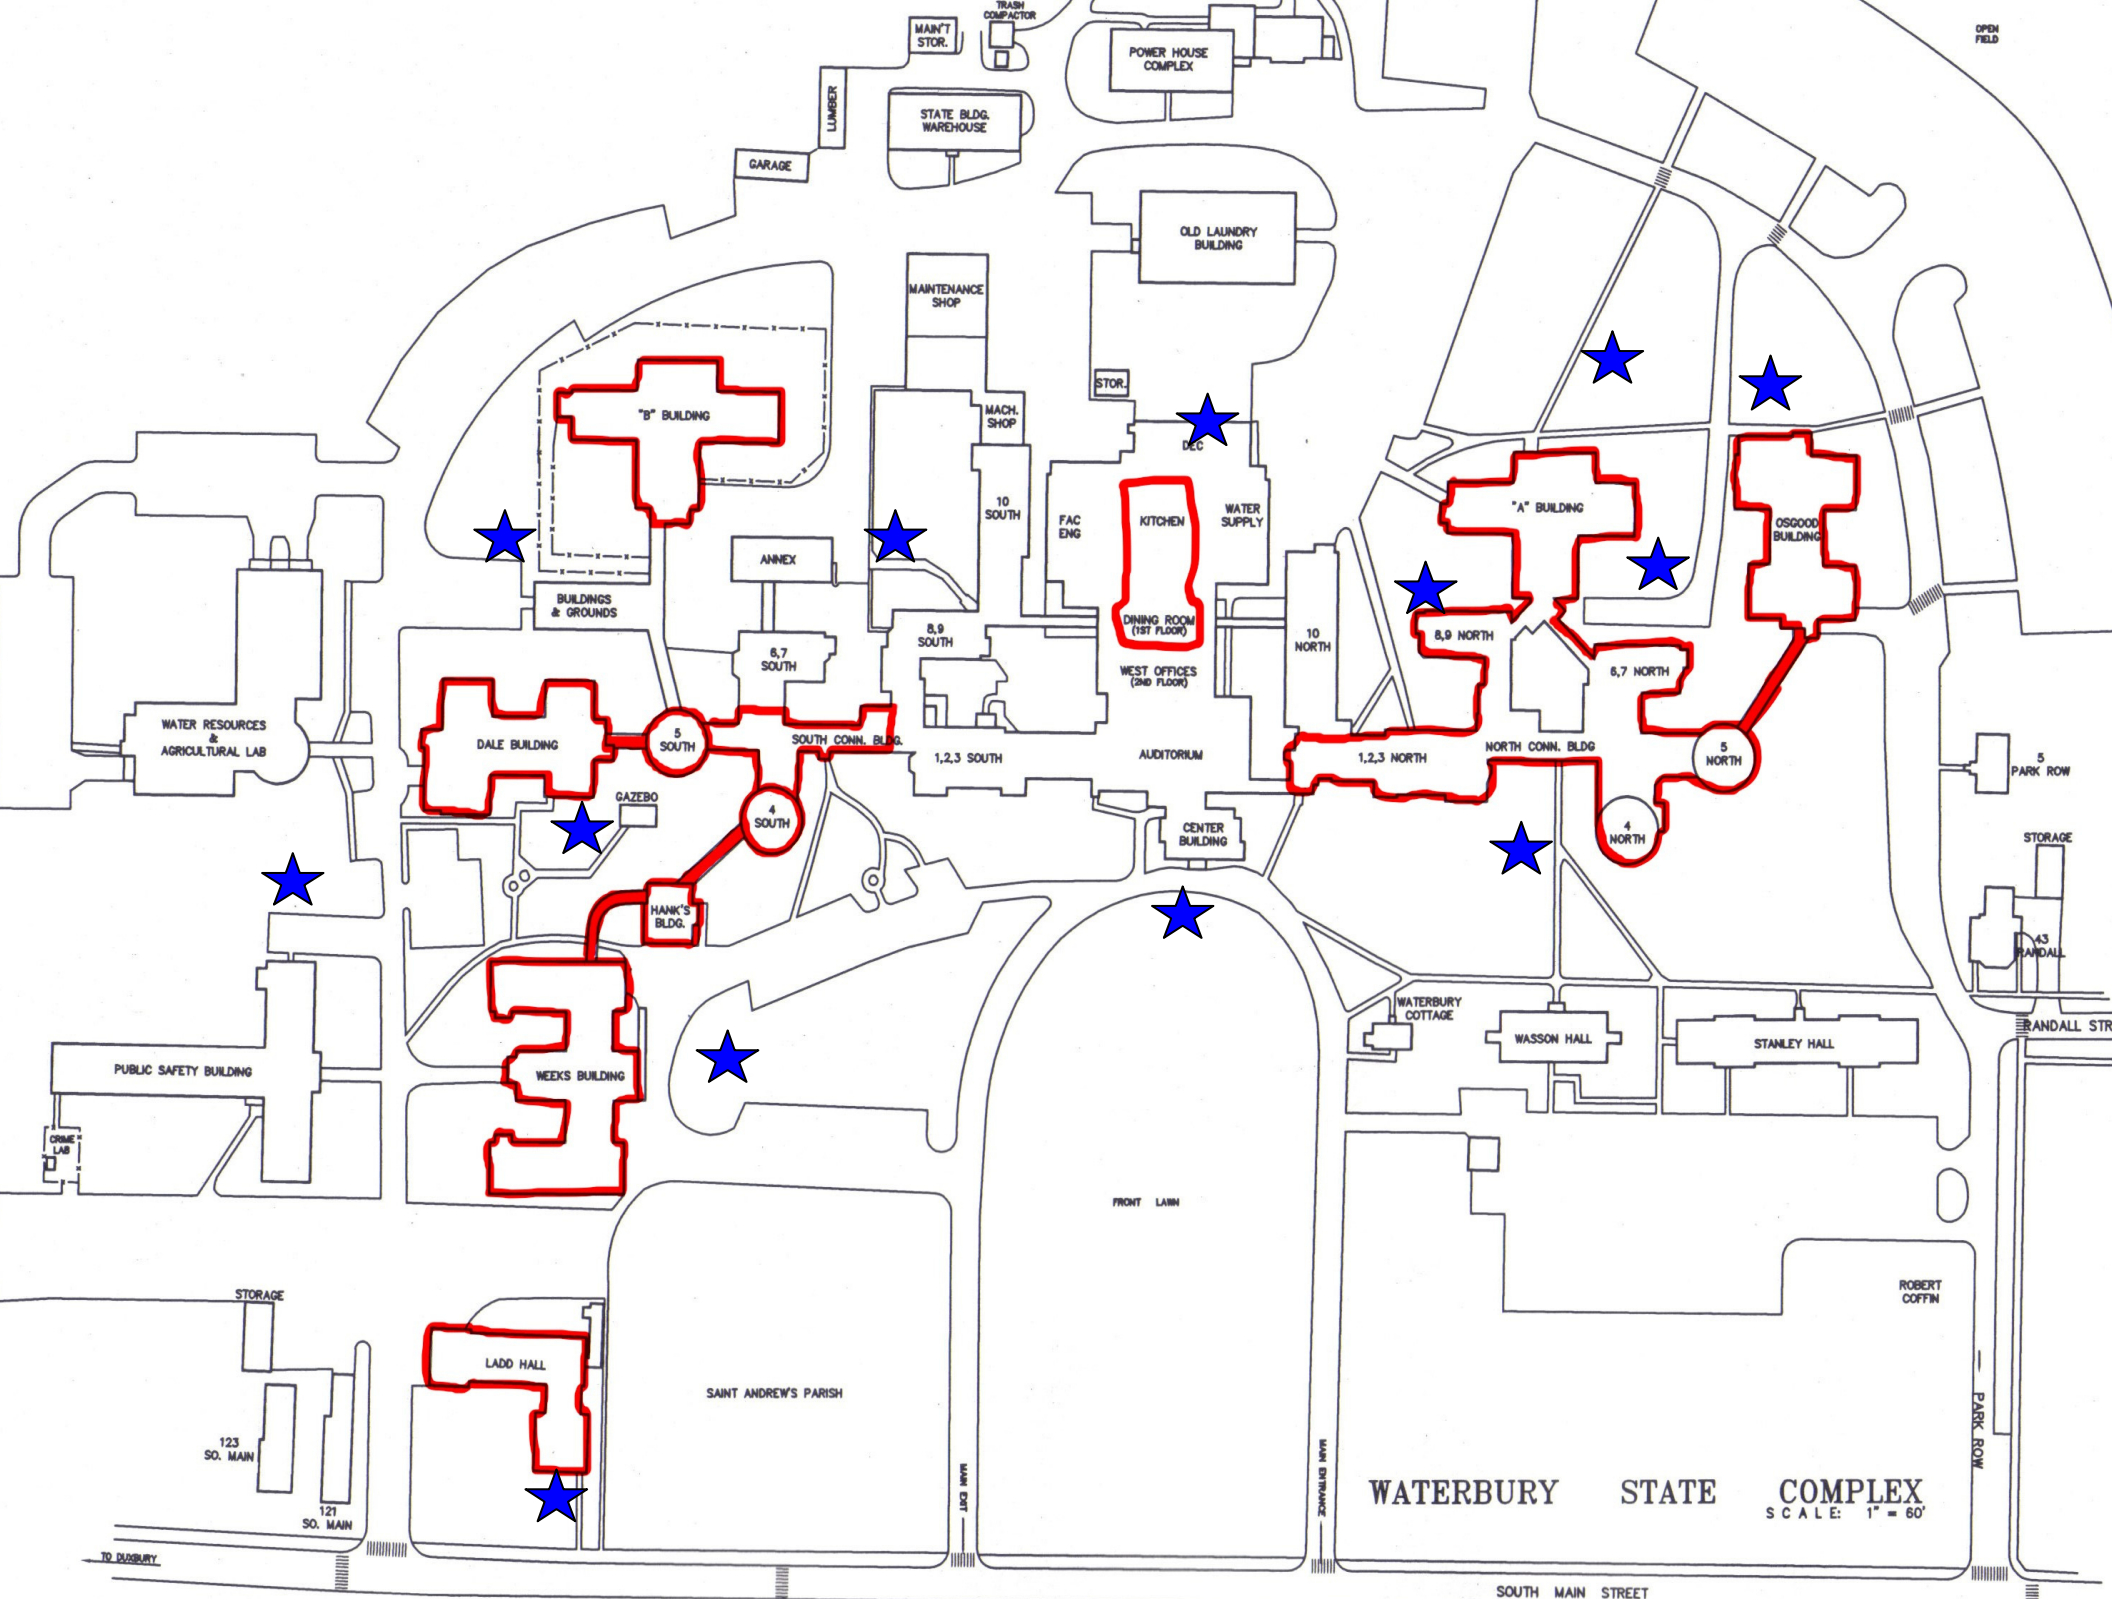 TRASH
COMPACTOR
MAIN'T
STOR.
OPEN
FIELD
POWER HOUSE
COMPLEX
LUMBER
STATE BLDG.
WAREHOUSE
GARAGE
OLD LAUNDRY
BUILDING
MAINTENANCE
SHOP
STOR.
"B" BUILDING
MACH.
SHOP
DEC
10
SOUTH
FAC
ENG
KITCHEN
WATER
SUPPLY
"A" BUILDING
OSGOOD
BUILDING
ANNEX
BUILDINGS
& GROUNDS
DINING ROOM
(1ST FLOOR)
8,9
SOUTH
10
NORTH
8,9 NORTH
6,7
SOUTH
WEST OFFICES
(2ND FLOOR)
6,7 NORTH
WATER RESOURCES
&
AGRICULTURAL LAB
DALE BUILDING
5
SOUTH
SOUTH CONN. BLDG.
1,2,3 SOUTH
AUDITORIUM
1,2,3 NORTH
NORTH CONN. BLDG
5
NORTH
5
PARK ROW
GAZEBO
4
SOUTH
CENTER
BUILDING
4
NORTH
STORAGE
HANK'S
BLDG.
43
RANDALL
WATERBURY
COTTAGE
WASSON HALL
STANLEY HALL
RANDALL STR
PUBLIC SAFETY BUILDING
WEEKS BUILDING
CRIME
LAB
FRONT LAWN
STORAGE
ROBERT
COFFIN
LADD HALL
SAINT ANDREW'S PARISH
PARK ROW
123
SO. MAIN
MAIN EXIT
MAIN ENTRANCE
121
SO. MAIN
WATERBURY STATE COMPLEX
SCALE: 1" = 60'
TO DUXBURY
SOUTH MAIN STREET